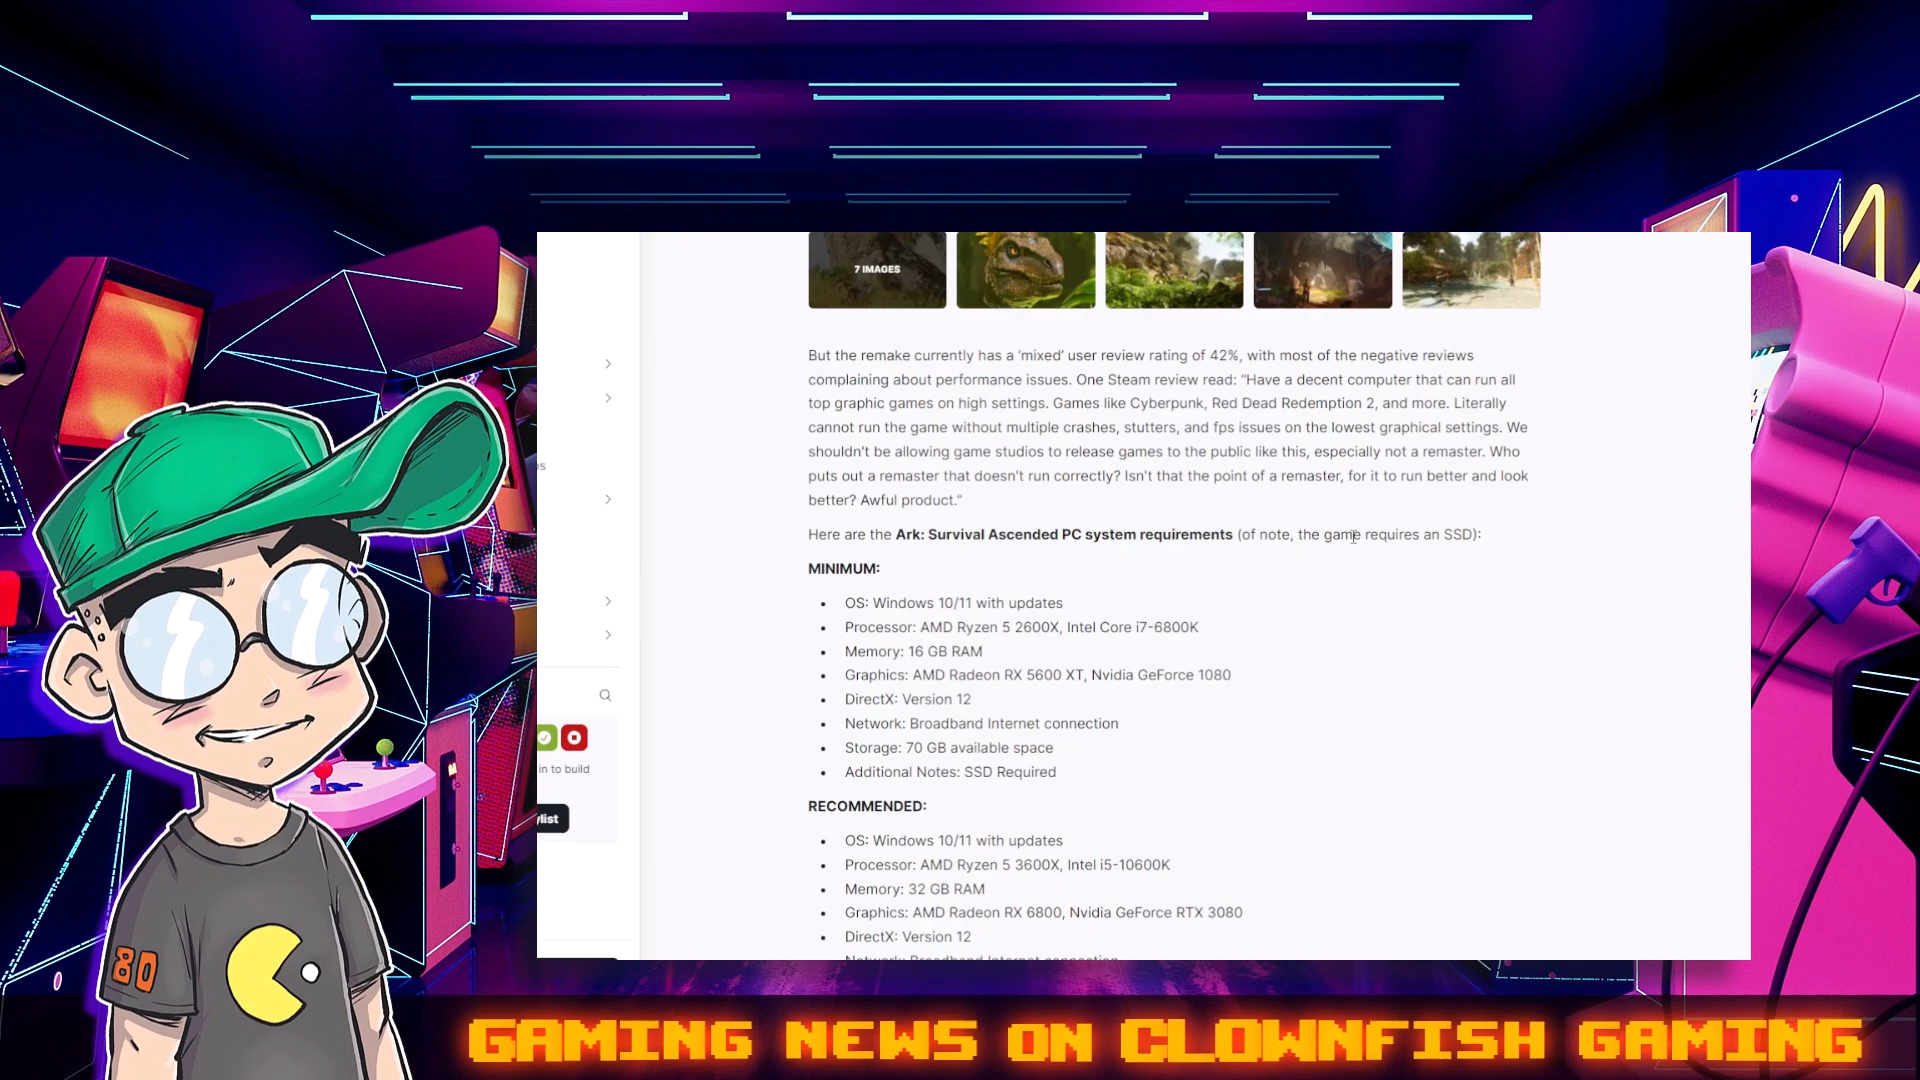 7 IMAGES
But the remake currently has a ‘mixed’ user review rating of 42%, with most of the negative reviews
complaining about performance issues. One Steam review read: “Have a decent computer that can run all
top graphic games on high settings. Games like Cyberpunk, Red Dead Redemption 2, and more. Literally
cannot run the game without multiple crashes, stutters, and fps issues on the lowest graphical settings. We
shouldn't be allowing game studios to release games to the public like this, especially not a remaster. Who
puts out a remaster that doesn't run correctly? Isn't that the point of a remaster, for it to run better and look
better? Awful product.”
Here are the Ark: Survival Ascended PC system requirements (of note, the game requires an SSD):
MINIMUM:
• OS: Windows 10/11 with updates
• Processor: AMD Ryzen 5 2600X, Intel Core i7-6800K
• Memory: 16 GB RAM
• Graphics: AMD Radeon RX 5600 XT, Nvidia GeForce 1080
• DirectX: Version 12
• Network: Broadband Internet connection
• Storage: 70 GB available space
• Additional Notes: SSD Required
RECOMMENDED:
• OS: Windows 10/11 with updates
• Processor: AMD Ryzen 5 3600X, Intel i5-10600K
• Memory: 32 GB RAM
• Graphics: AMD Radeon RX 6800, Nvidia GeForce RTX 3080
• DirectX: Version 12
Network: Broadband Internet connection
in to build
ylist
80
GAMING NEWS ON CLOWNFISH GAMING